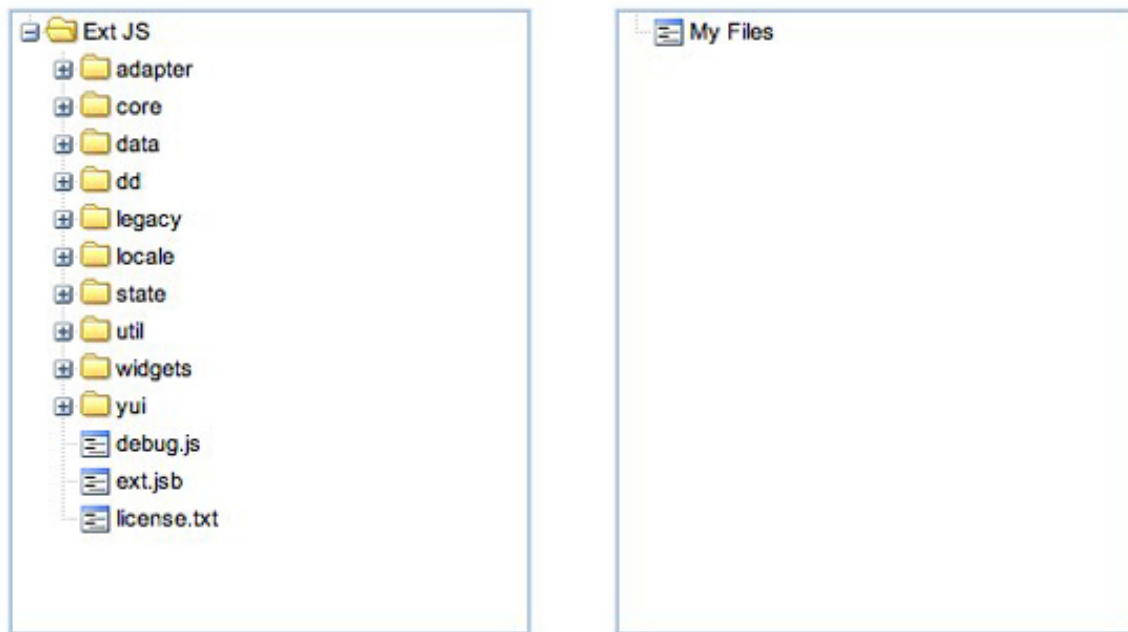 Ext JS
adapter
core
data
dd
legacy
locale
state
util
widgets
yui
debug.js
ext.jsb
license.txt
My Files